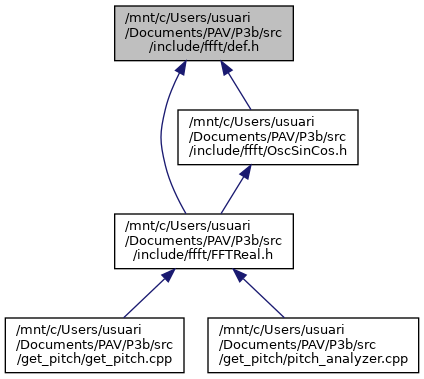 /mnt/c/Users/usuari
/Documents/PAV/P3b/src
/include/ffft/def.h
/mnt/c/Users/usuari
/Documents/PAV/P3b/src
/include/ffft/OscSinCos.h
/mnt/c/Users/usuari
/Documents/PAV/P3b/src
/include/ffft/FFTReal.h
/mnt/c/Users/usuari
/Documents/PAV/P3b/src
/get_pitch/get_pitch.cpp
/mnt/c/Users/usuari
/Documents/PAV/P3b/src
/get_pitch/pitch_analyzer.cpp